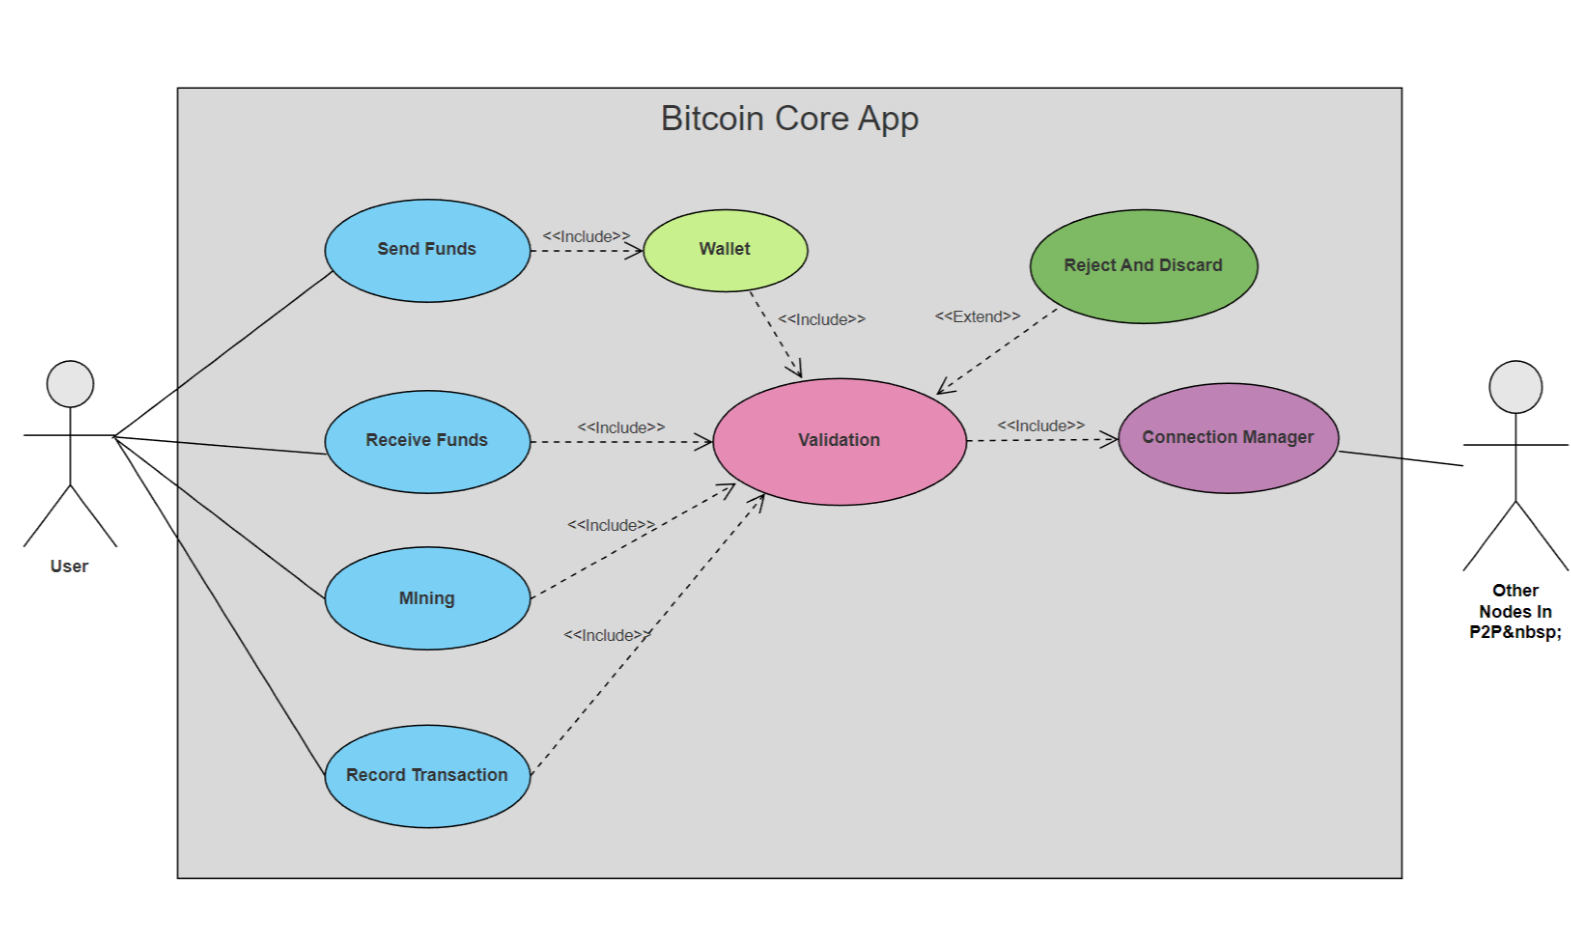 Bitcoin Core App
Send Funds
<<Include>>
Wallet
Reject And Discard
<<Include>>
<<Extend>>
Receive Funds
<<Include>>
Validation
<<Include>>
Connection Manager
<<Include>>
User
MIning
Other
Nodes In
P2P&nbsp;
<<Include>>
Record Transaction